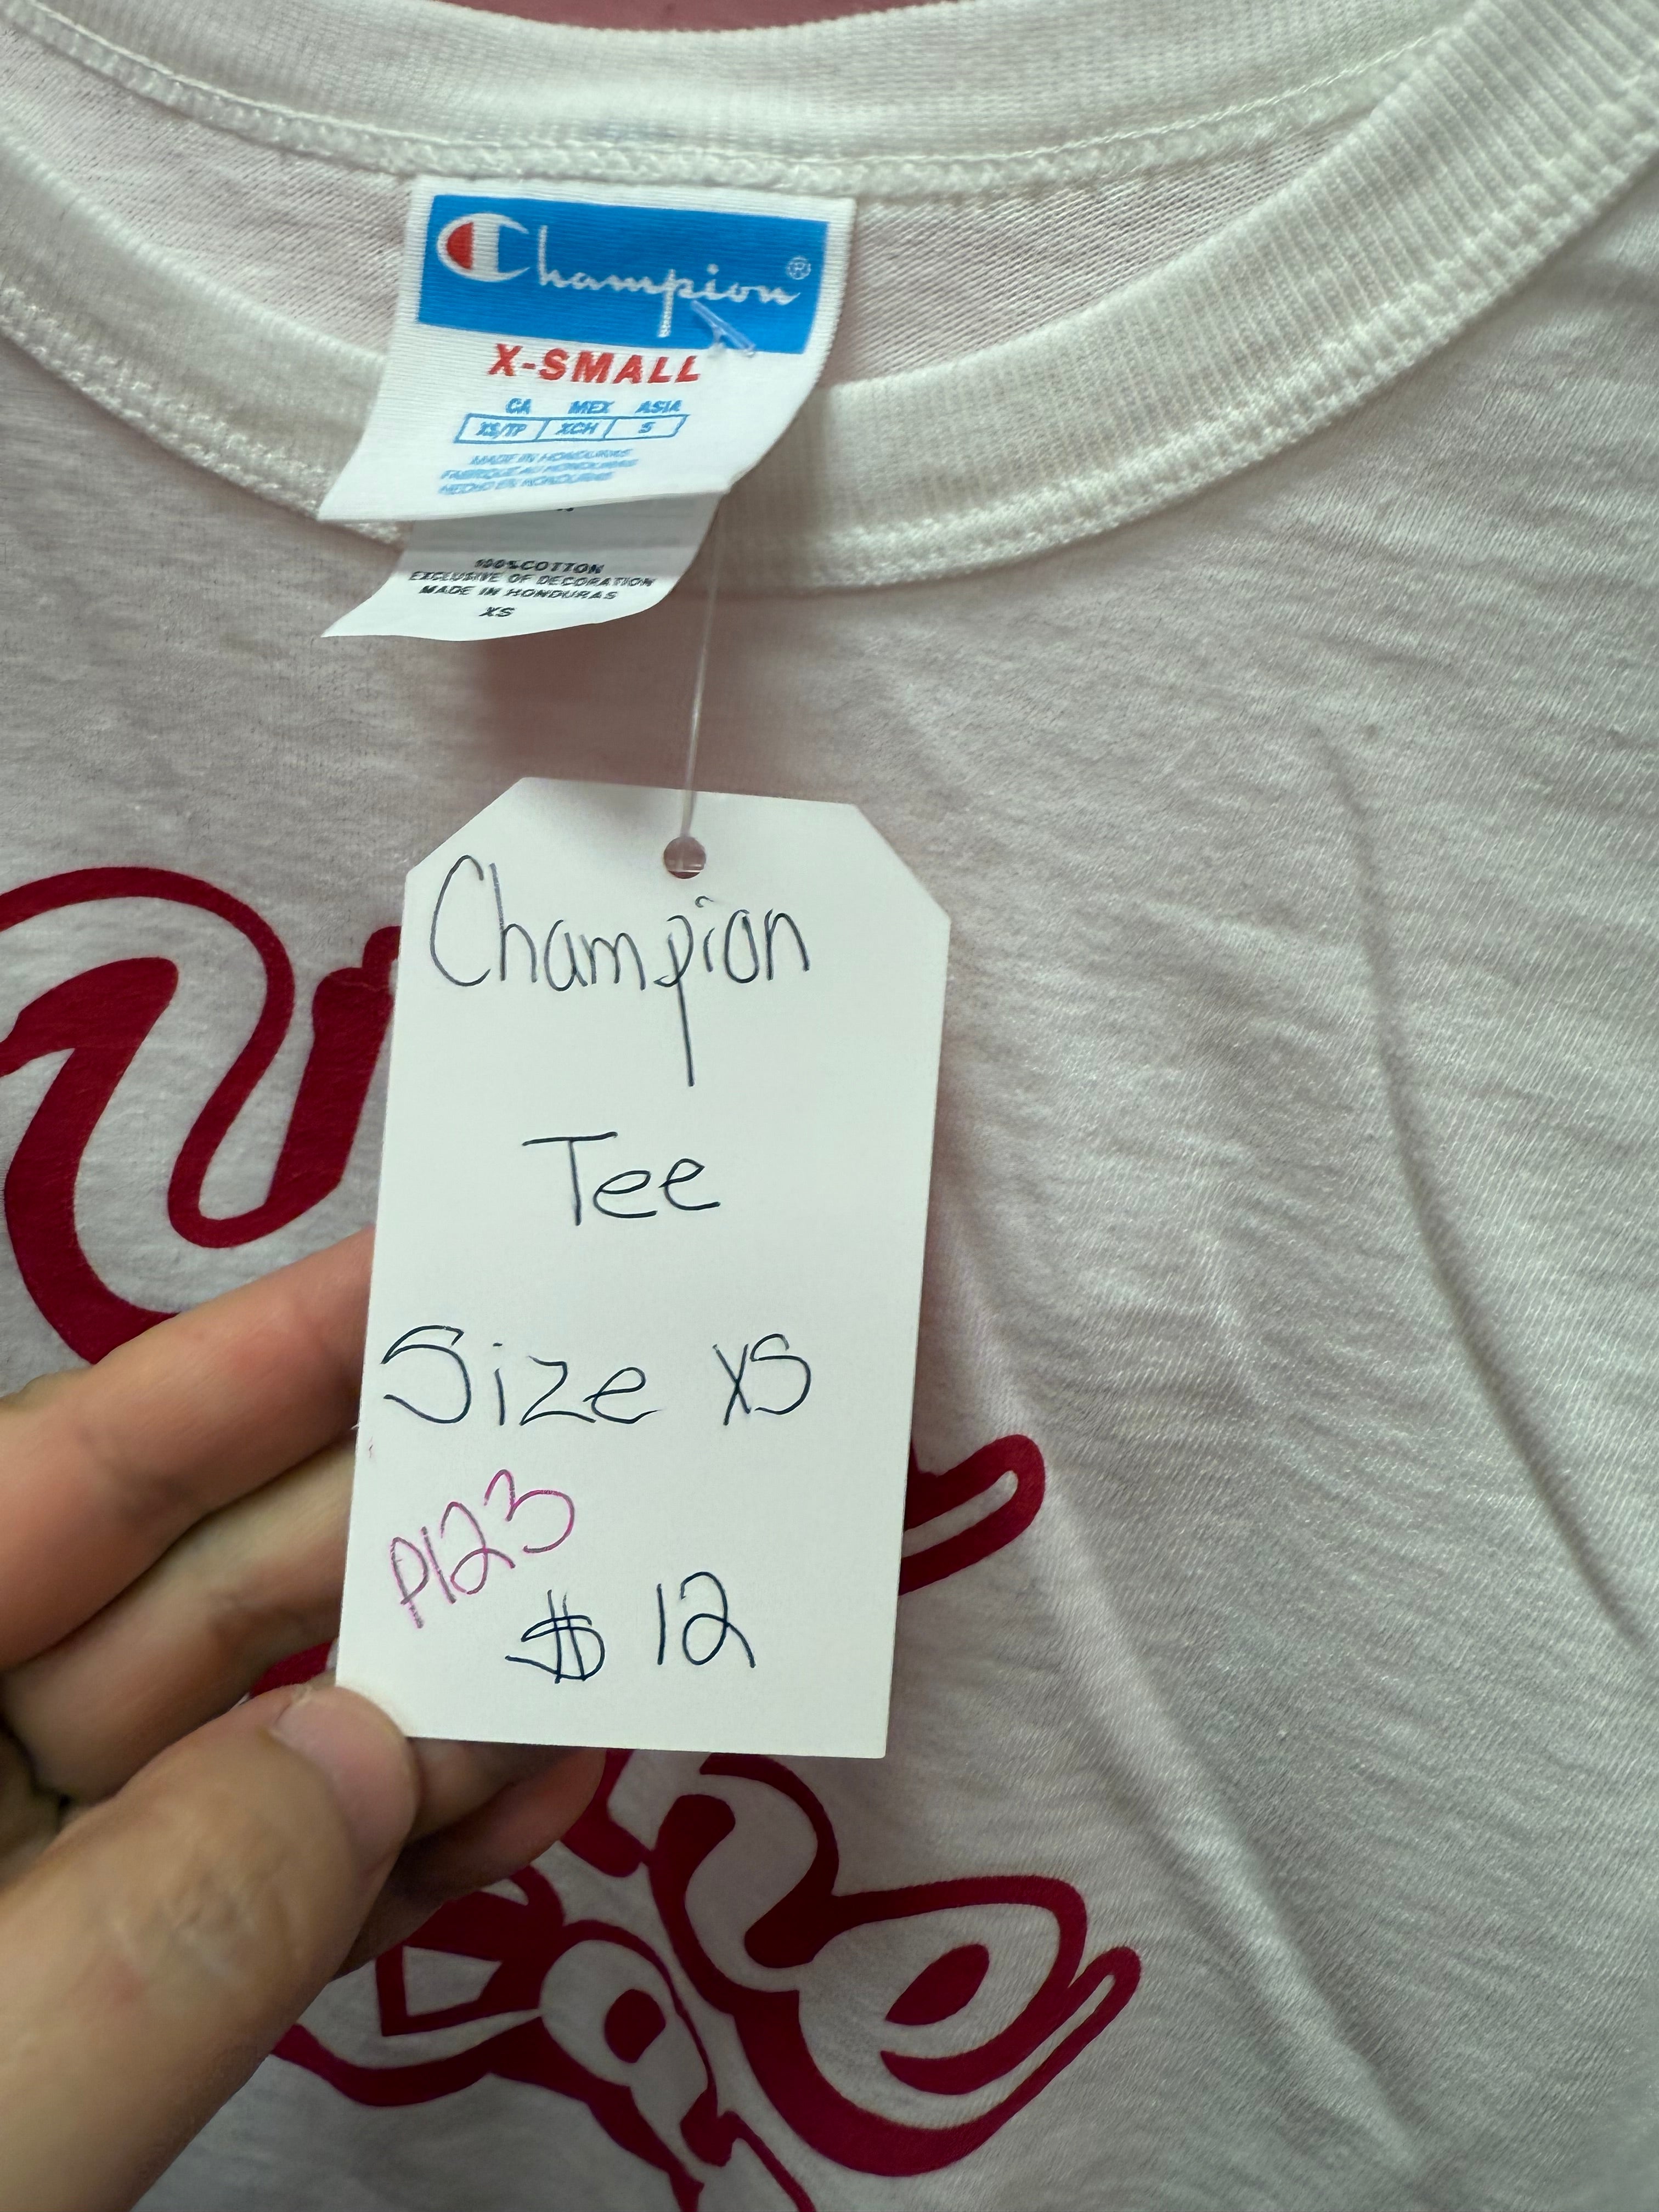 Champion®
X-SMALL
CA MEX ASIA
XS/TP XCH S
MADE IN HONDURAS
FABRIQUÉ AU HONDURAS
HECHO EN HONDURAS
100% COTTON
EXCLUSIVE OF DECORATION
MADE IN HONDURAS
XS
Champion
Tee
Size XS
P123
$ 12